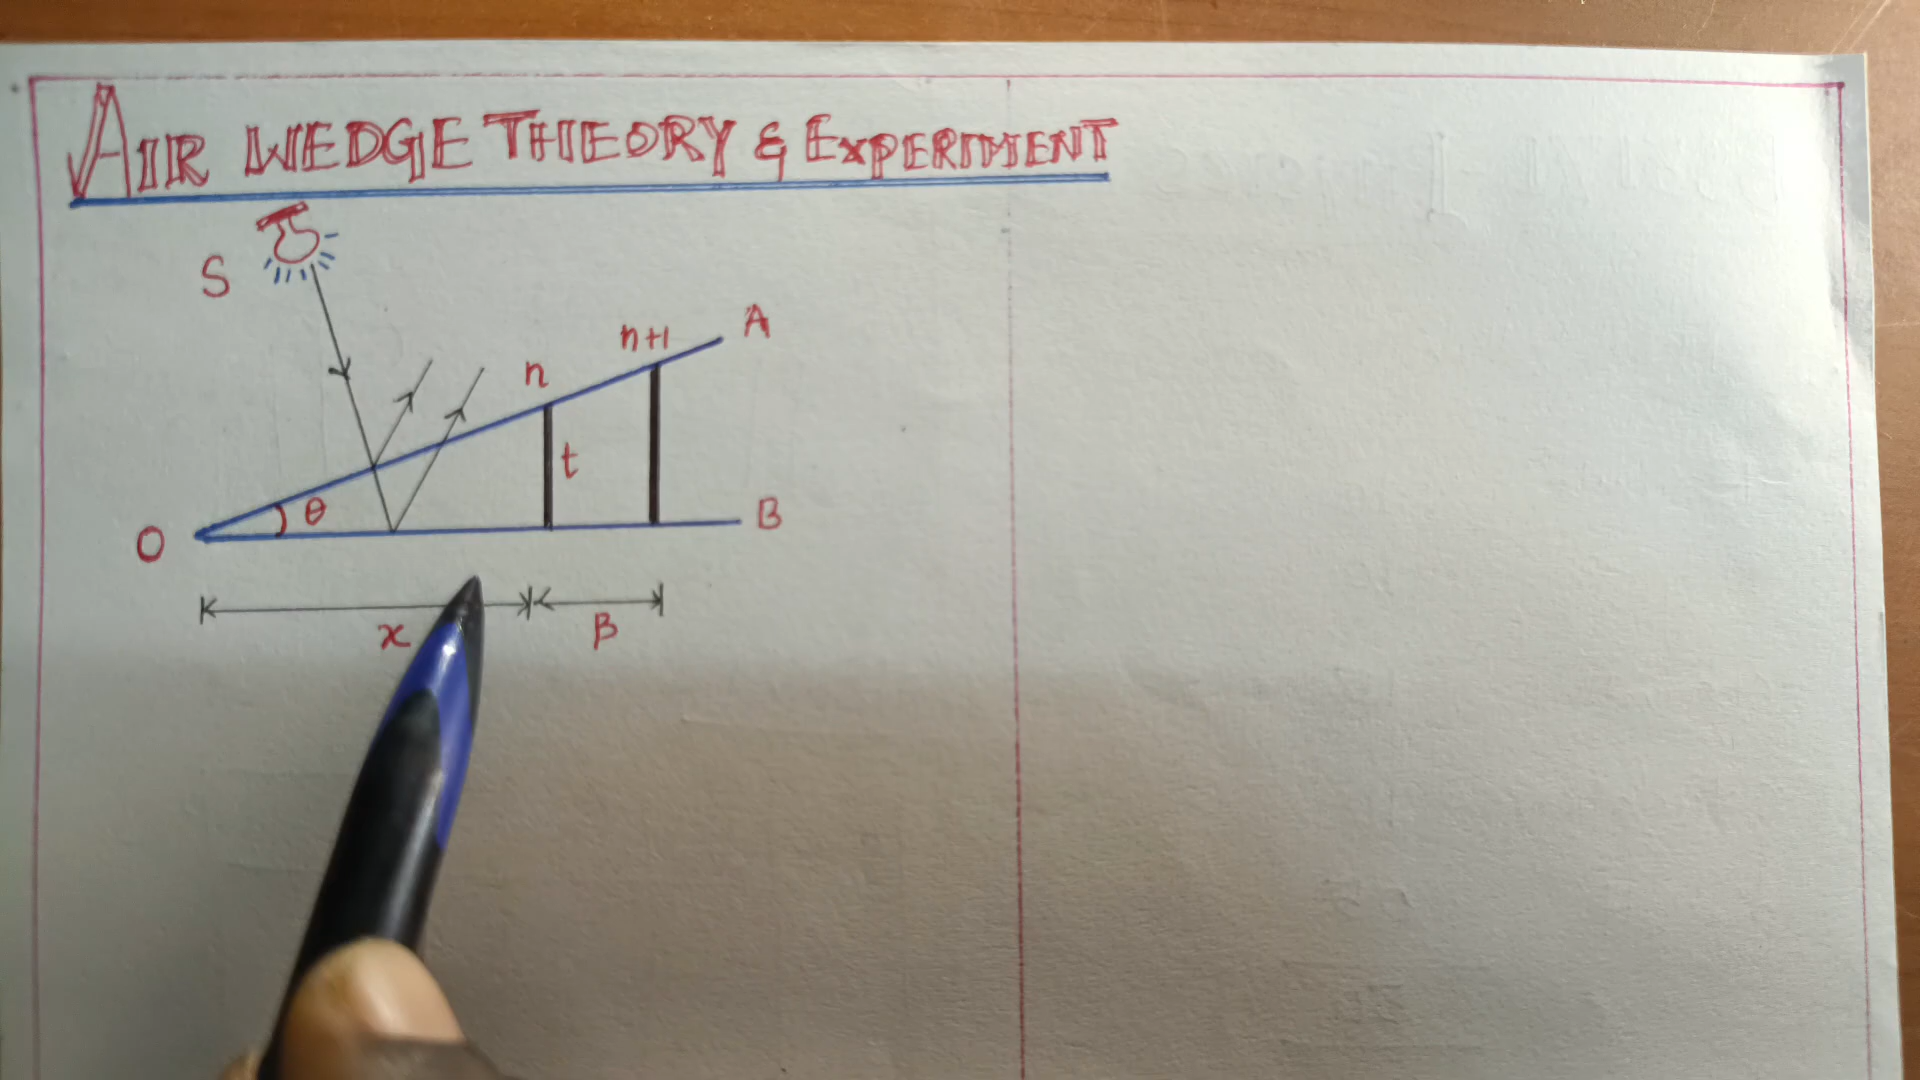 AIR WEDGE THEORY & EXPERIMENT
S
A
n+1
n
t
θ
O
B
x
β